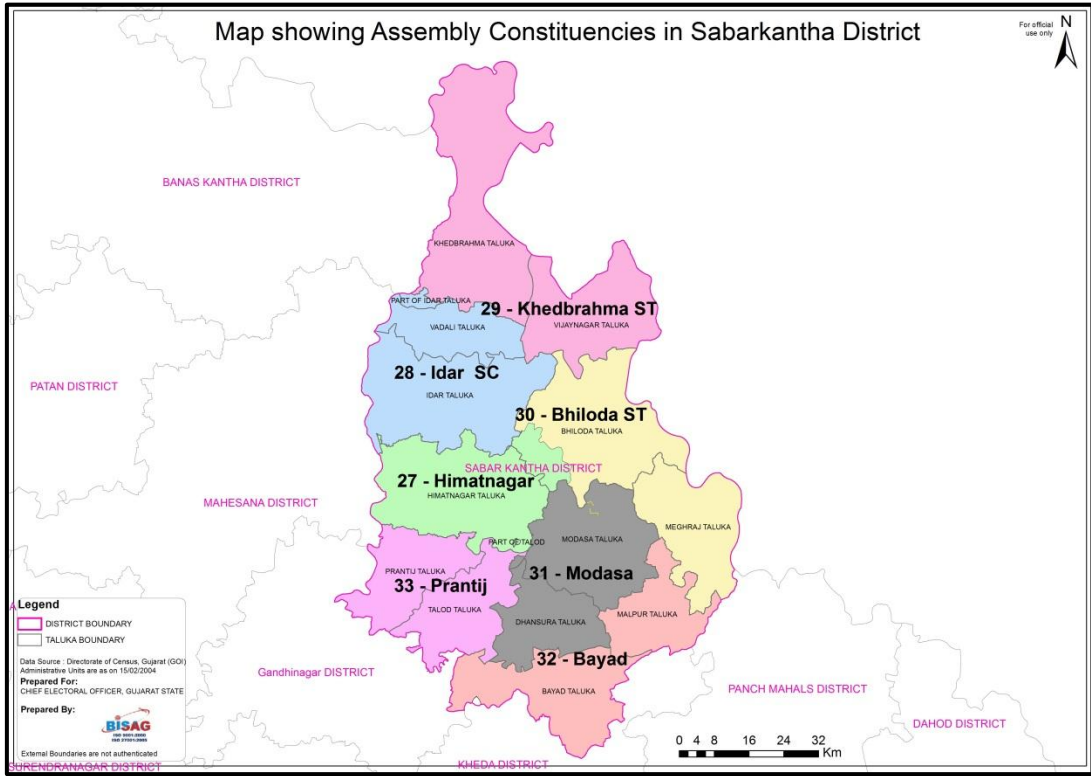 Map showing Assembly Constituencies in Sabarkantha District
For official
use only
N
BANAS KANTHA DISTRICT
KHEDBRAHMA TALUKA
PART OF IDAR TALUKA
29 - Khedbrahma ST
VADALI TALUKA
VIJAYNAGAR TALUKA
28 - Idar SC
PATAN DISTRICT
IDAR TALUKA
30 - Bhiloda ST
BHILODA TALUKA
SABAR KANTHA DISTRICT
27 - Himatnagar
HIMATNAGAR TALUKA
MAHESANA DISTRICT
MEGHRAJ TALUKA
PART OF TALOD
MODASA TALUKA
PRANTIJ TALUKA
31 - Modasa
33 - Prantij
TALOD TALUKA
MALPUR TALUKA
DHANSURA TALUKA
32 - Bayad
Gandhinagar DISTRICT
BAYAD TALUKA
PANCH MAHALS DISTRICT
DAHOD DISTRICT
KHEDA DISTRICT
SURENDRANAGAR DISTRICT
0 4 8 16 24 32
Km
Legend
DISTRICT BOUNDARY
TALUKA BOUNDARY
Data Source : Directorate of Census, Gujarat (GOI)
Administrative Units are as on 15/02/2004
Prepared For:
CHIEF ELECTORAL OFFICER, GUJARAT STATE
Prepared By:
BISAG
External Boundaries are not authenticated